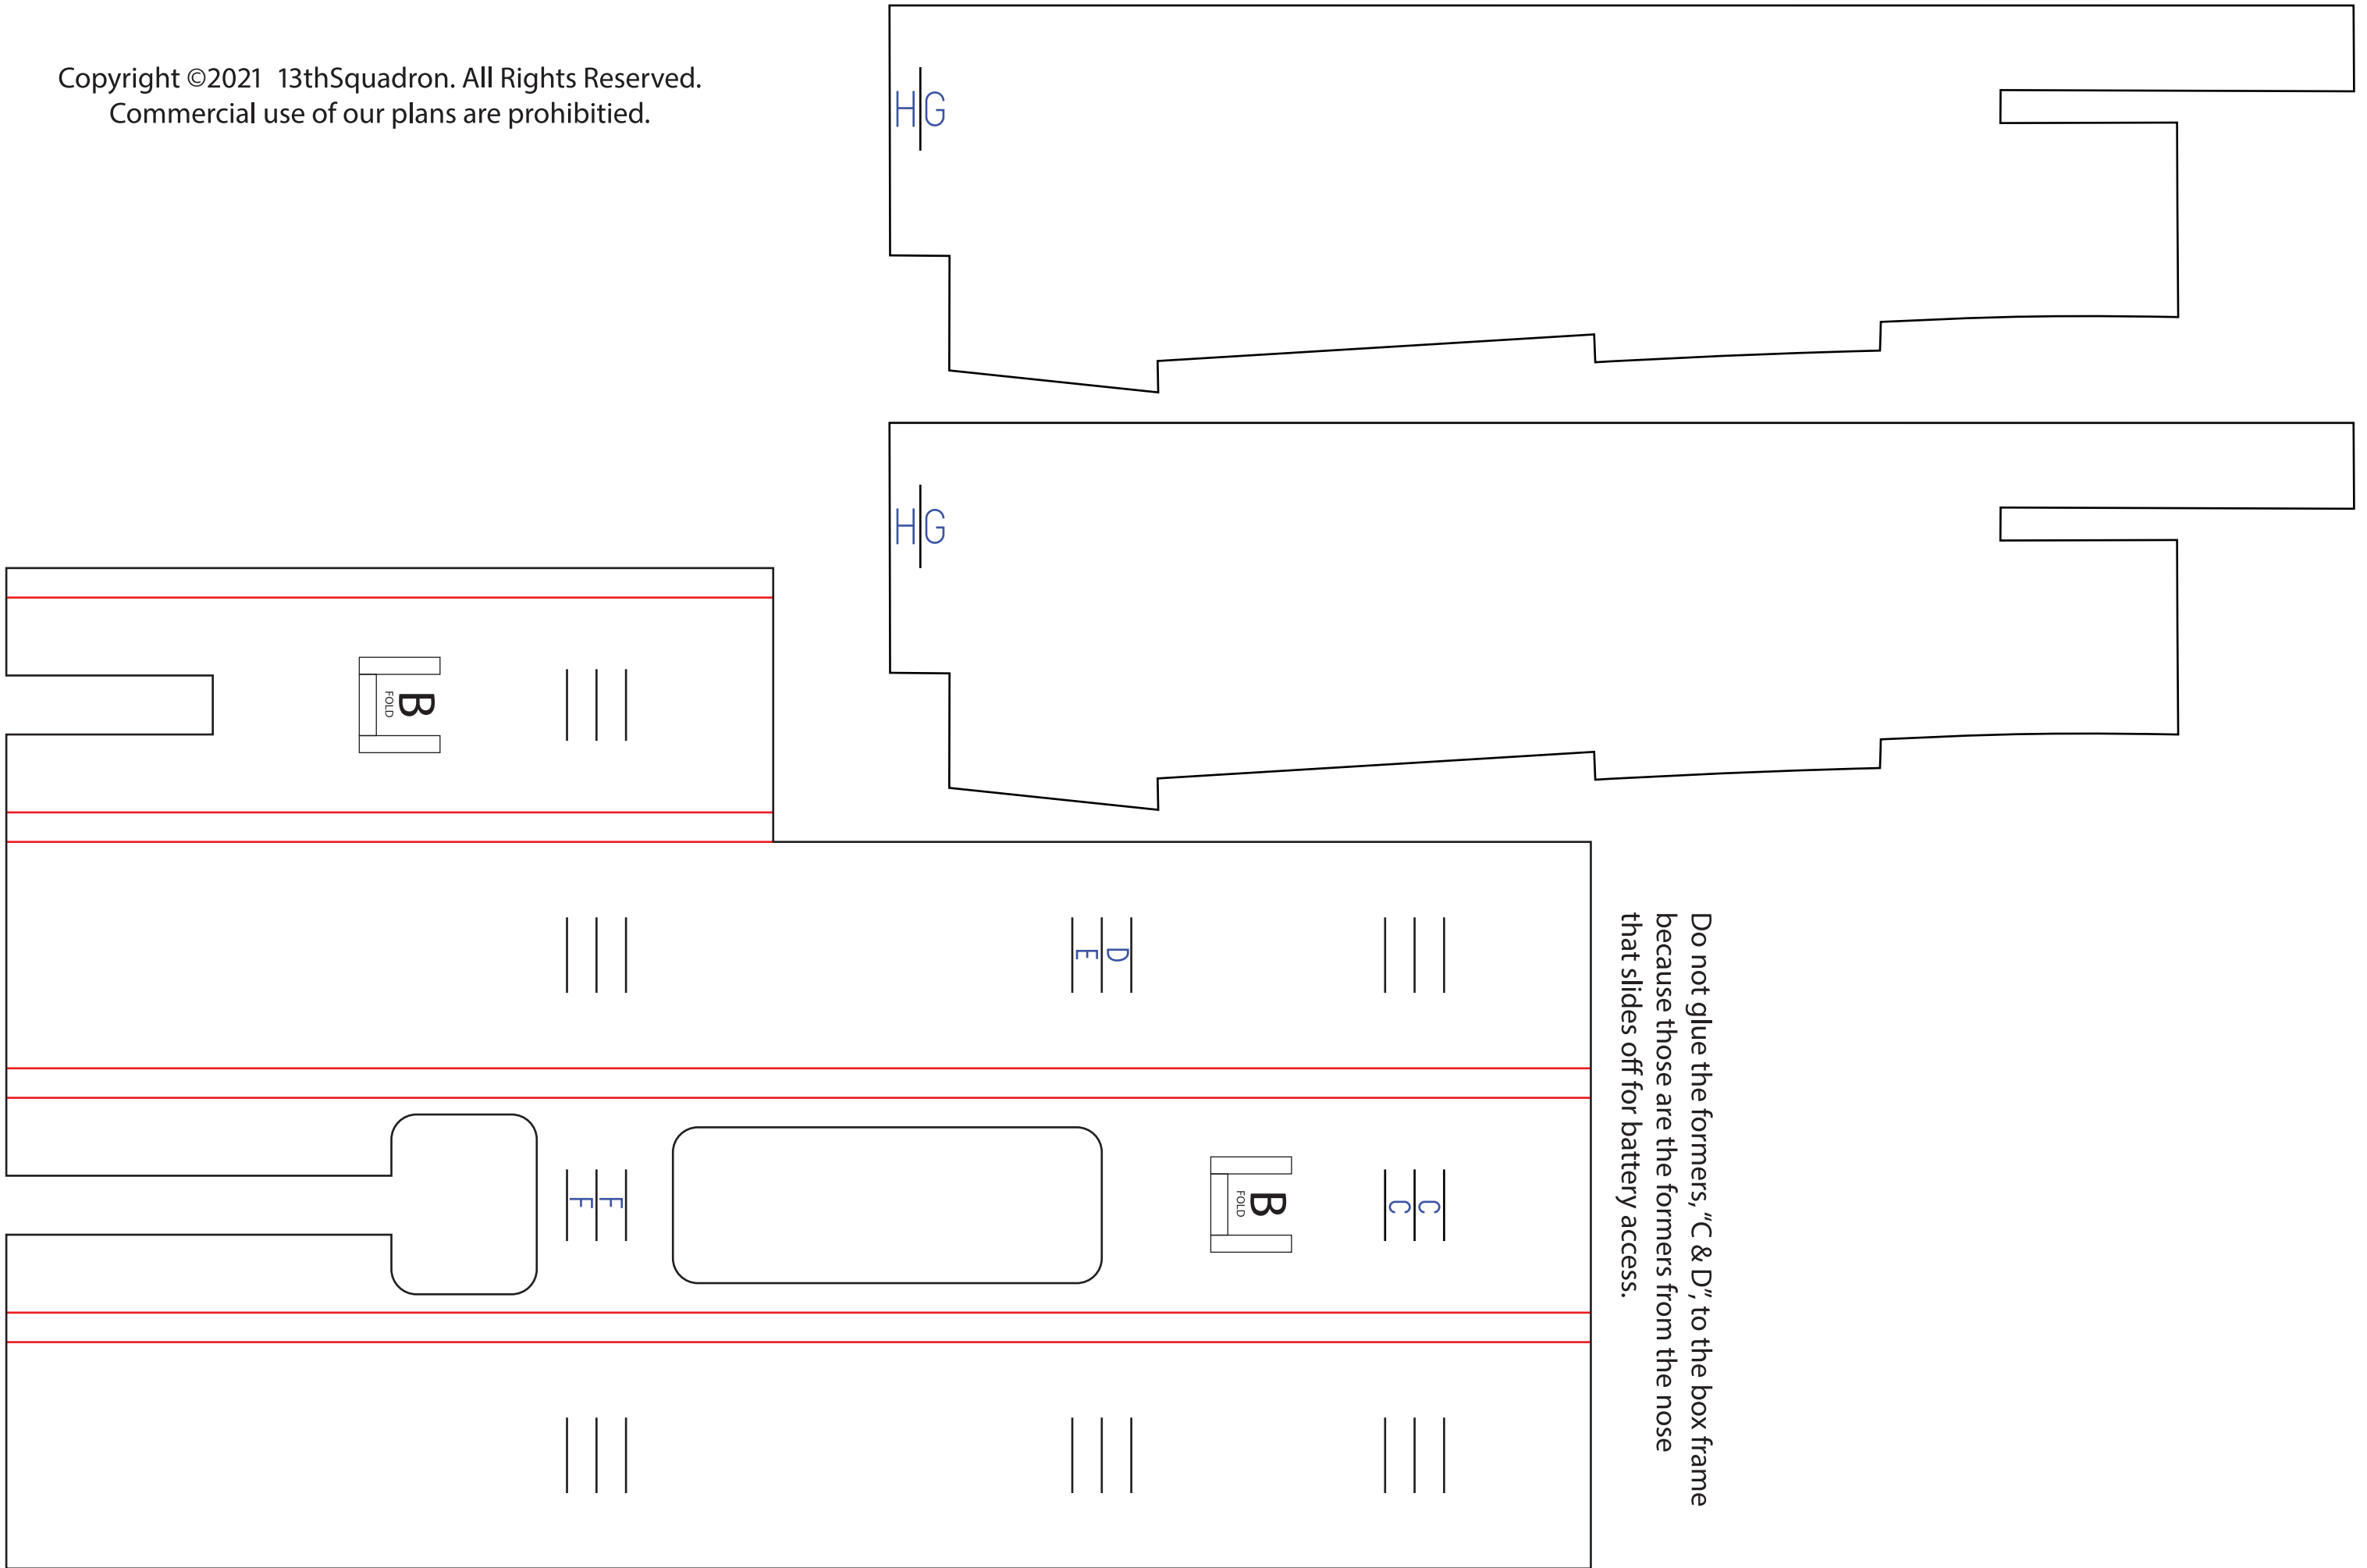 Copyright ©2021  13thSquadron. All Rights Reserved.
Commercial use of our plans are prohibitied.
H G
H G
B
FOLD
E D
Do not glue the formers, “C & D”, to the box frame
because those are the formers from the nose
that slides off for battery access.
F F
B
FOLD
C C